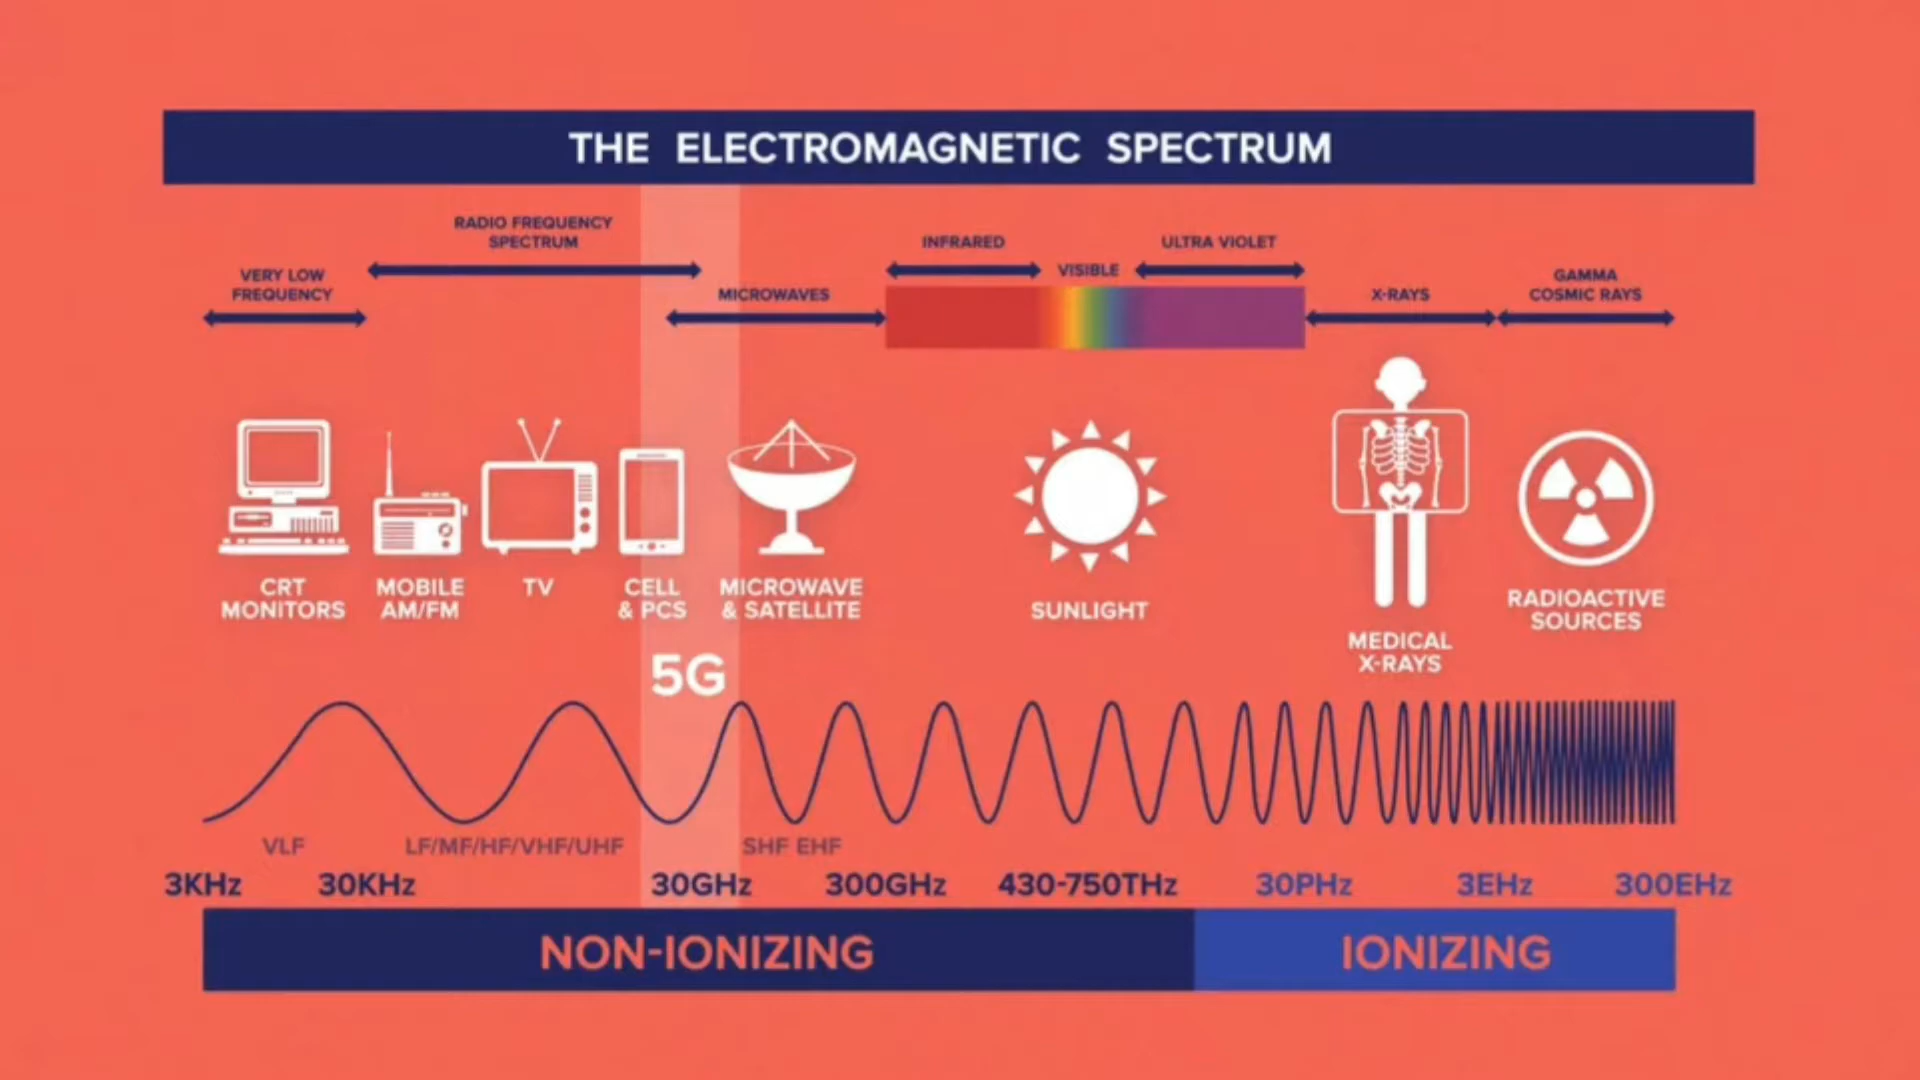 THE ELECTROMAGNETIC SPECTRUM
RADIO FREQUENCY
SPECTRUM
INFRARED
ULTRA VIOLET
VISIBLE
VERY LOW
FREQUENCY
MICROWAVES
X-RAYS
GAMMA
COSMIC RAYS
CRT
MONITORS
MOBILE
AM/FM
TV
CELL
& PCS
MICROWAVE
& SATELLITE
SUNLIGHT
MEDICAL
X-RAYS
RADIOACTIVE
SOURCES
5G
VLF
LF/MF/HF/VHF/UHF
SHF EHF
3KHz 30KHz 30GHz 300GHz 430-750THz 30PHz 3EHz 300EHz
NON-IONIZING
IONIZING